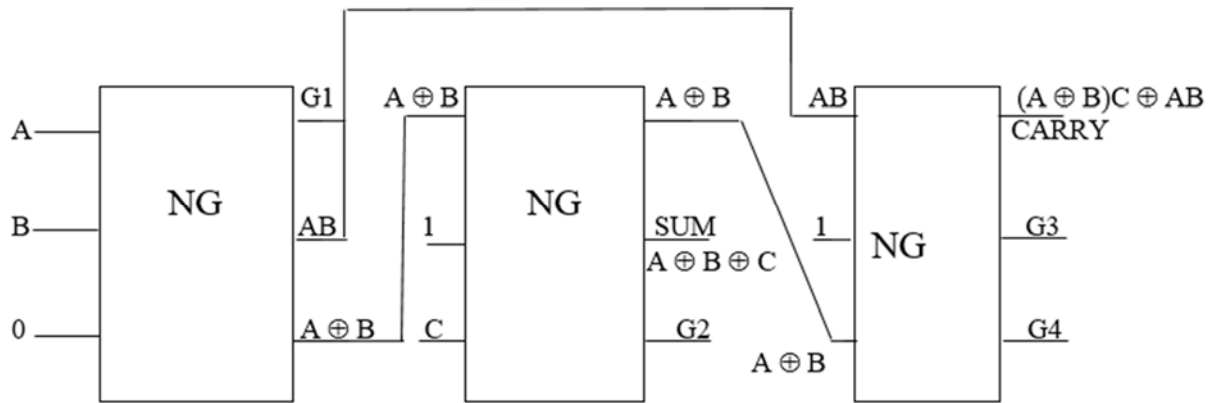 G1
A ⊕ B
A ⊕ B
AB
(A ⊕ B)C ⊕ AB
A
CARRY
NG
NG
B
AB
1
SUM
1
NG
G3
A ⊕ B ⊕ C
0
A ⊕ B
C
G2
A ⊕ B
G4